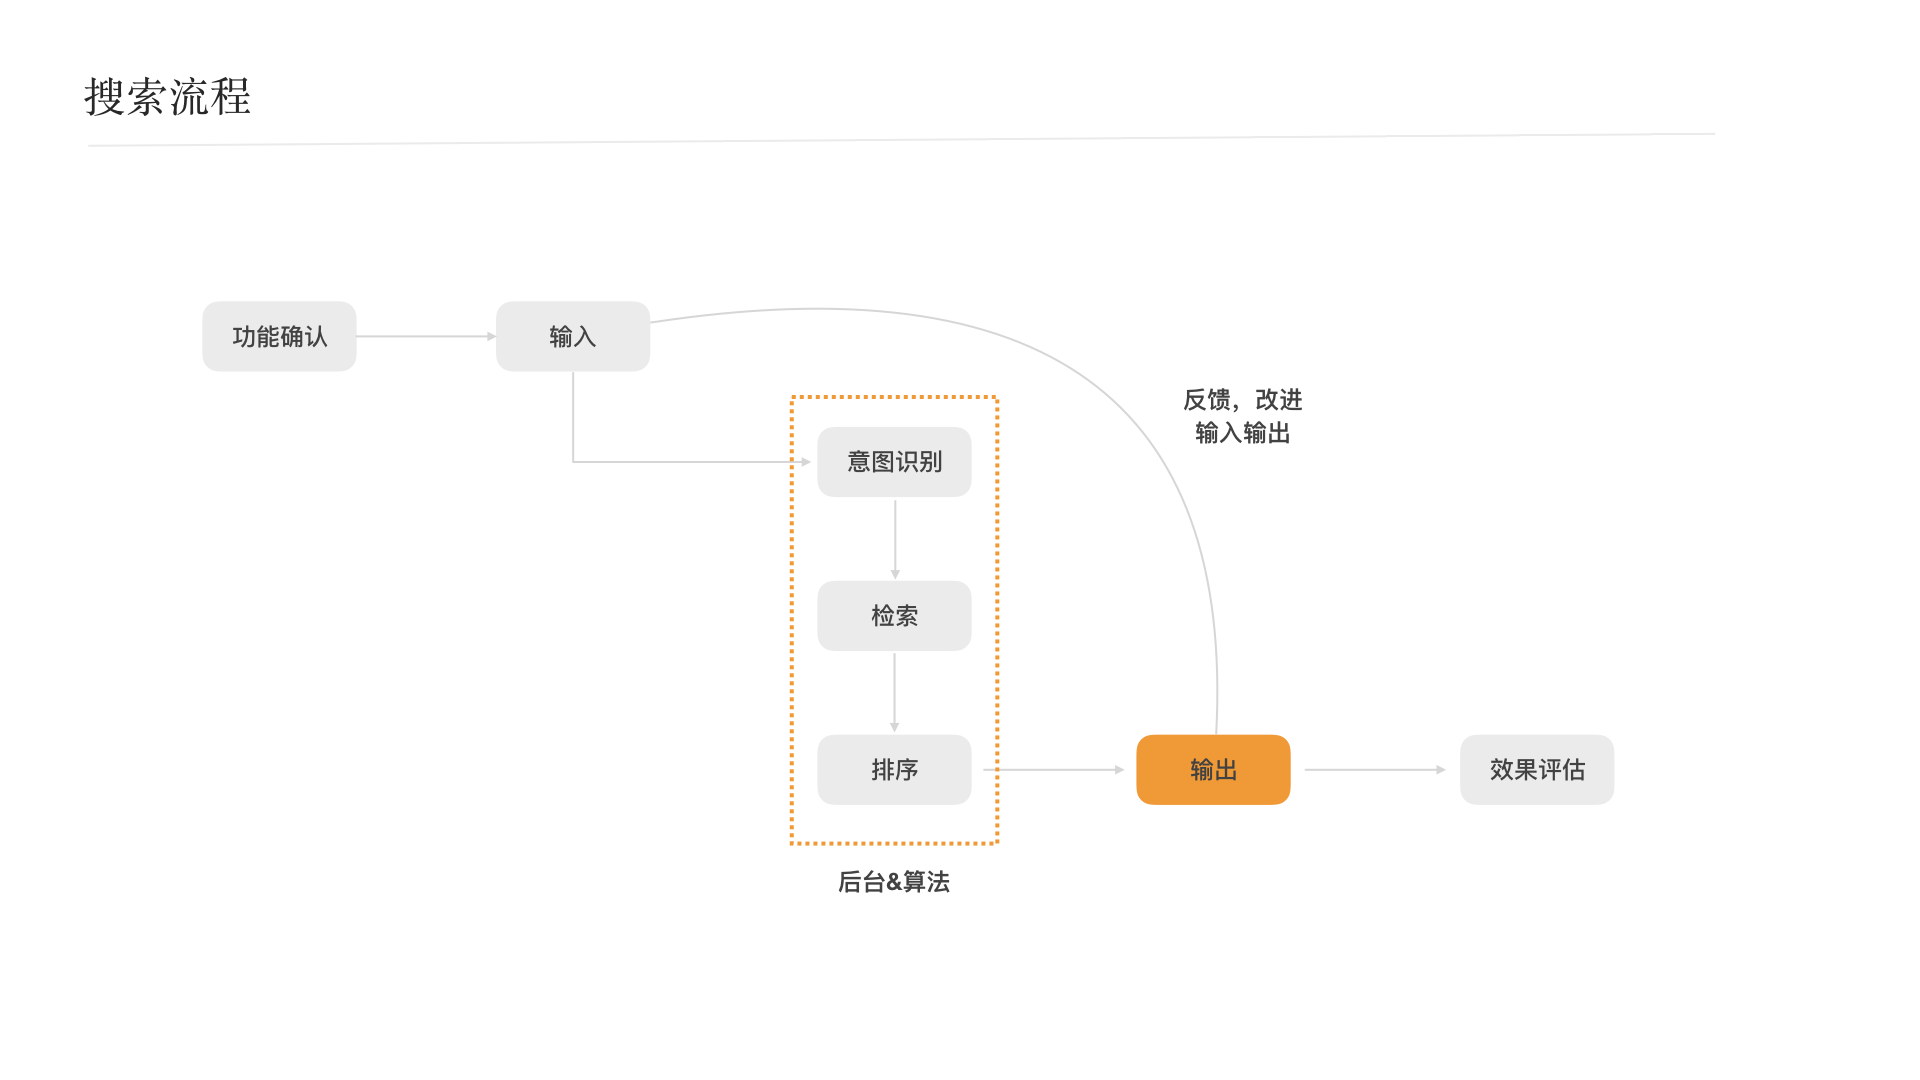 搜索流程
功能确认
输入
反馈，改进
输入输出
意图识别
检索
排序
输出
效果评估
后台&算法